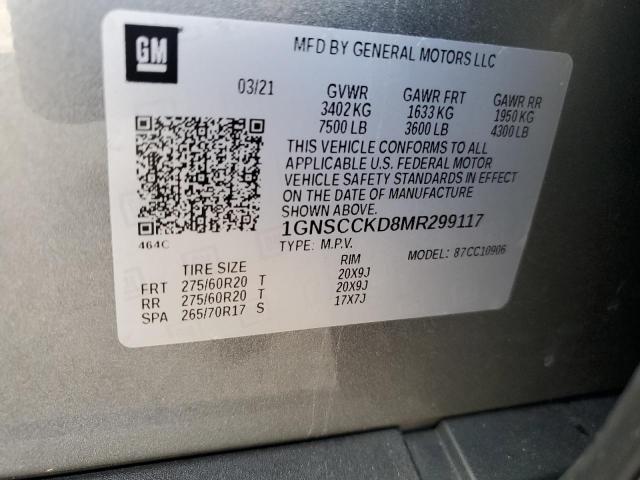 GM
MFD BY GENERAL MOTORS LLC
03/21 GVWR GAWR FRT GAWR RR
3402 KG 1633 KG 1950 KG
7500 LB 3600 LB 4300 LB
THIS VEHICLE CONFORMS TO ALL
APPLICABLE U.S. FEDERAL MOTOR
VEHICLE SAFETY STANDARDS IN
EFFECT ON THE DATE OF MANUFACTURE
SHOWN ABOVE.
1GNSCCKD8MR299117
464C
TYPE: M.P.V. MODEL: 87CC10906
TIRE SIZE RIM
FRT 275/60R20 T 20X9J
RR 275/60R20 T 20X9J
SPA 265/70R17 S 17X7J